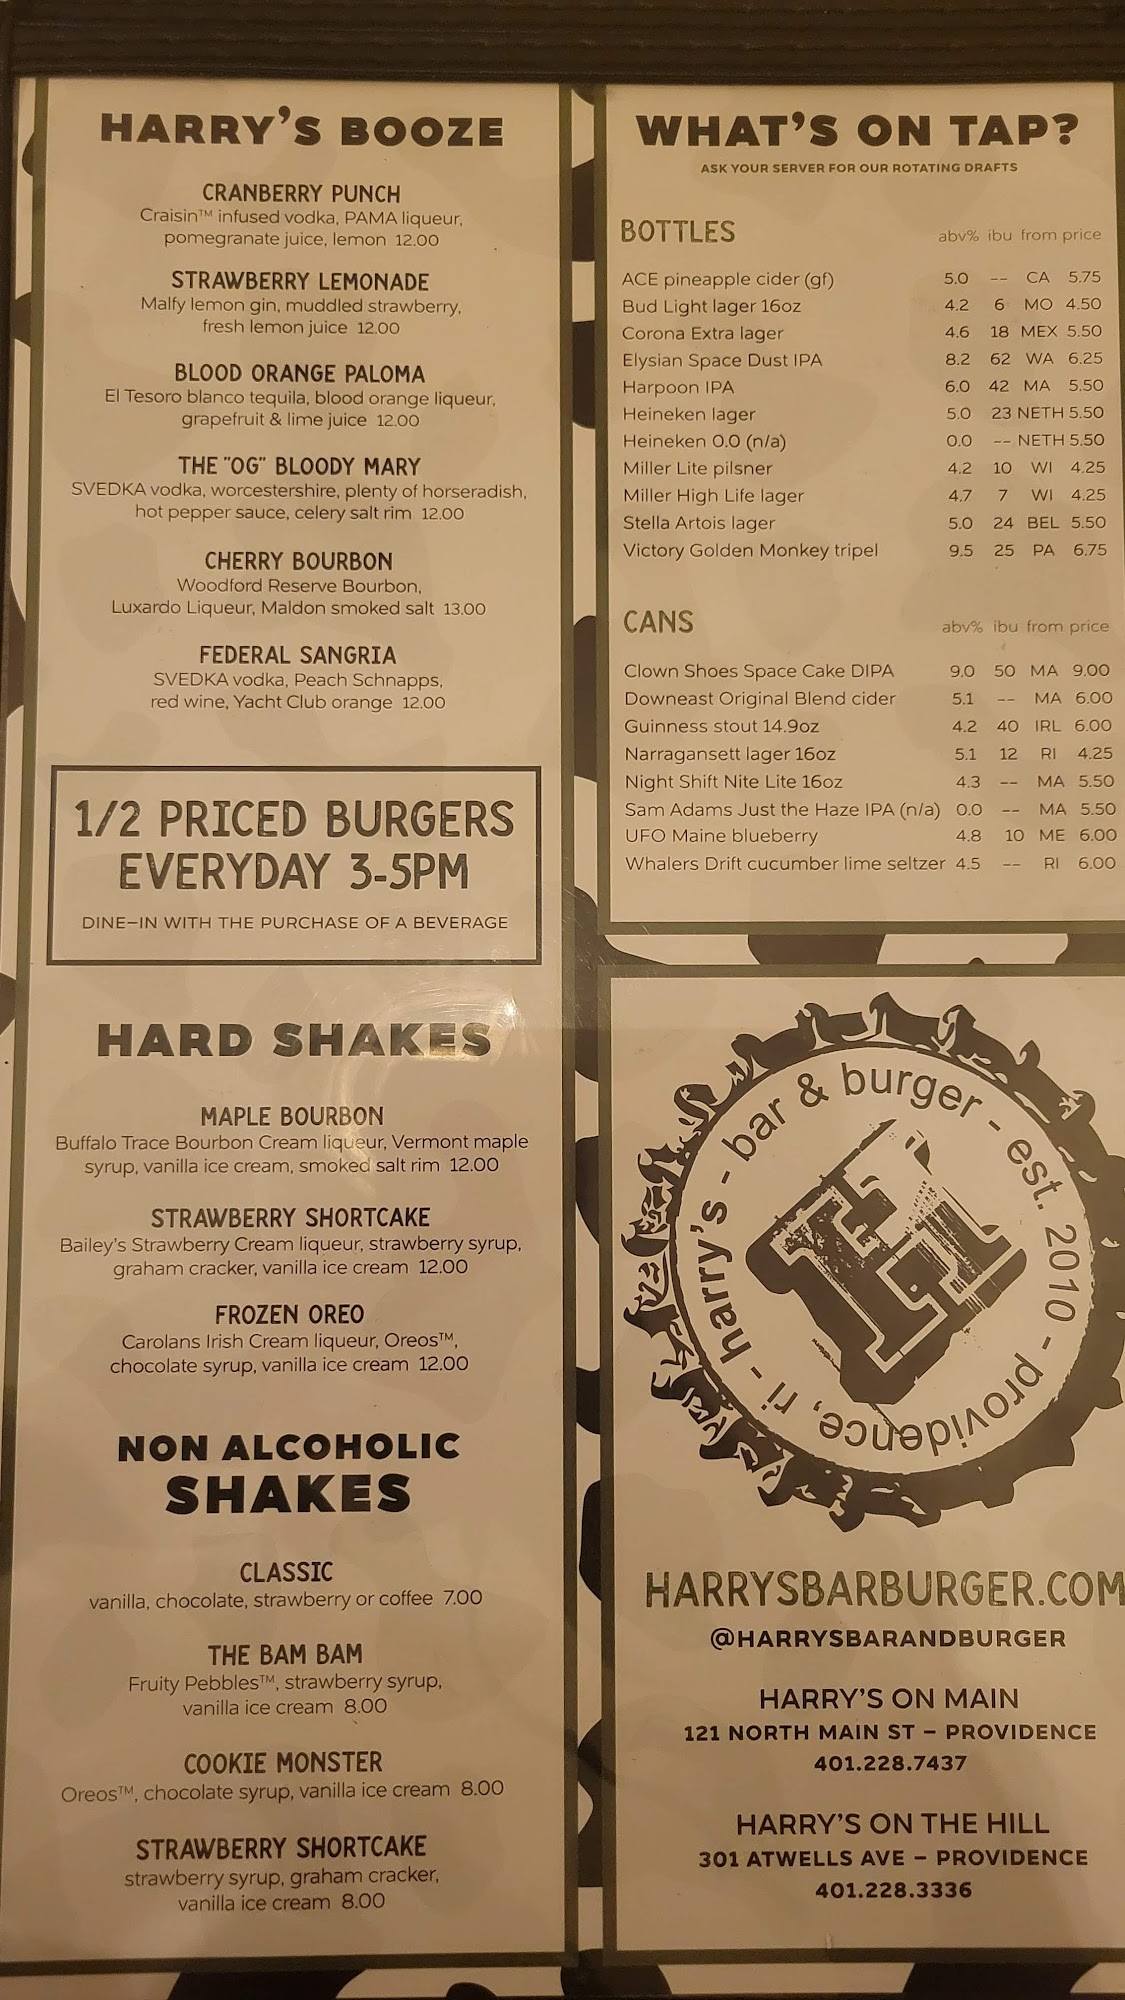 HARRY'S BOOZE
CRANBERRY PUNCH
Craisin™ infused vodka, PAMA liqueur,
pomegranate juice, lemon 12.00
STRAWBERRY LEMONADE
Malfy lemon gin, muddled strawberry,
fresh lemon juice 12.00
BLOOD ORANGE PALOMA
El Tesoro blanco tequila, blood orange liqueur,
grapefruit & lime juice 12.00
THE "OG" BLOODY MARY
SVEDKA vodka, worcestershire, plenty of horseradish,
hot pepper sauce, celery salt rim 12.00
CHERRY BOURBON
Woodford Reserve Bourbon,
Luxardo Liqueur, Maldon smoked salt 13.00
FEDERAL SANGRIA
SVEDKA vodka, Peach Schnapps,
red wine, Yacht Club orange 12.00
1/2 PRICED BURGERS
EVERYDAY 3-5PM
DINE-IN WITH THE PURCHASE OF A BEVERAGE
HARD SHAKES
MAPLE BOURBON
Buffalo Trace Bourbon Cream liqueur, Vermont maple
syrup, vanilla ice cream, smoked salt rim 12.00
STRAWBERRY SHORTCAKE
Bailey's Strawberry Cream liqueur, strawberry syrup,
graham cracker, vanilla ice cream 12.00
FROZEN OREO
Carolans Irish Cream liqueur, Oreos™,
chocolate syrup, vanilla ice cream 12.00
NON ALCOHOLIC
SHAKES
CLASSIC
vanilla, chocolate, strawberry or coffee 7.00
THE BAM BAM
Fruity Pebbles™, strawberry syrup,
vanilla ice cream 8.00
COOKIE MONSTER
Oreos™, chocolate syrup, vanilla ice cream 8.00
STRAWBERRY SHORTCAKE
strawberry syrup, graham cracker,
vanilla ice cream 8.00
WHAT'S ON TAP?
ASK YOUR SERVER FOR OUR ROTATING DRAFTS
BOTTLES abv% ibu from price
ACE pineapple cider (gf) 5.0 -- CA 5.75
Bud Light lager 16oz 4.2 6 MO 4.50
Corona Extra lager 4.6 18 MEX 5.50
Elysian Space Dust IPA 8.2 62 WA 6.25
Harpoon IPA 6.0 42 MA 5.50
Heineken lager 5.0 23 NETH 5.50
Heineken 0.0 (n/a) 0.0 -- NETH 5.50
Miller Lite pilsner 4.2 10 WI 4.25
Miller High Life lager 4.7 7 WI 4.25
Stella Artois lager 5.0 24 BEL 5.50
Victory Golden Monkey tripel 9.5 25 PA 6.75
CANS abv% ibu from price
Clown Shoes Space Cake DIPA 9.0 50 MA 9.00
Downeast Original Blend cider 5.1 -- MA 6.00
Guinness stout 14.9oz 4.2 40 IRL 6.00
Narragansett lager 16oz 5.1 12 RI 4.25
Night Shift Nite Lite 16oz 4.3 -- MA 5.50
Sam Adams Just the Haze IPA (n/a) 0.0 -- MA 5.50
UFO Maine blueberry 4.8 10 ME 6.00
Whalers Drift cucumber lime seltzer 4.5 -- RI 6.00
harry's - bar & burger - est. 2010 - providence, ri -
H
HARRYSBARBURGER.COM
@HARRYSBARANDBURGER
HARRY'S ON MAIN
121 NORTH MAIN ST – PROVIDENCE
401.228.7437
HARRY'S ON THE HILL
301 ATWELLS AVE – PROVIDENCE
401.228.3336